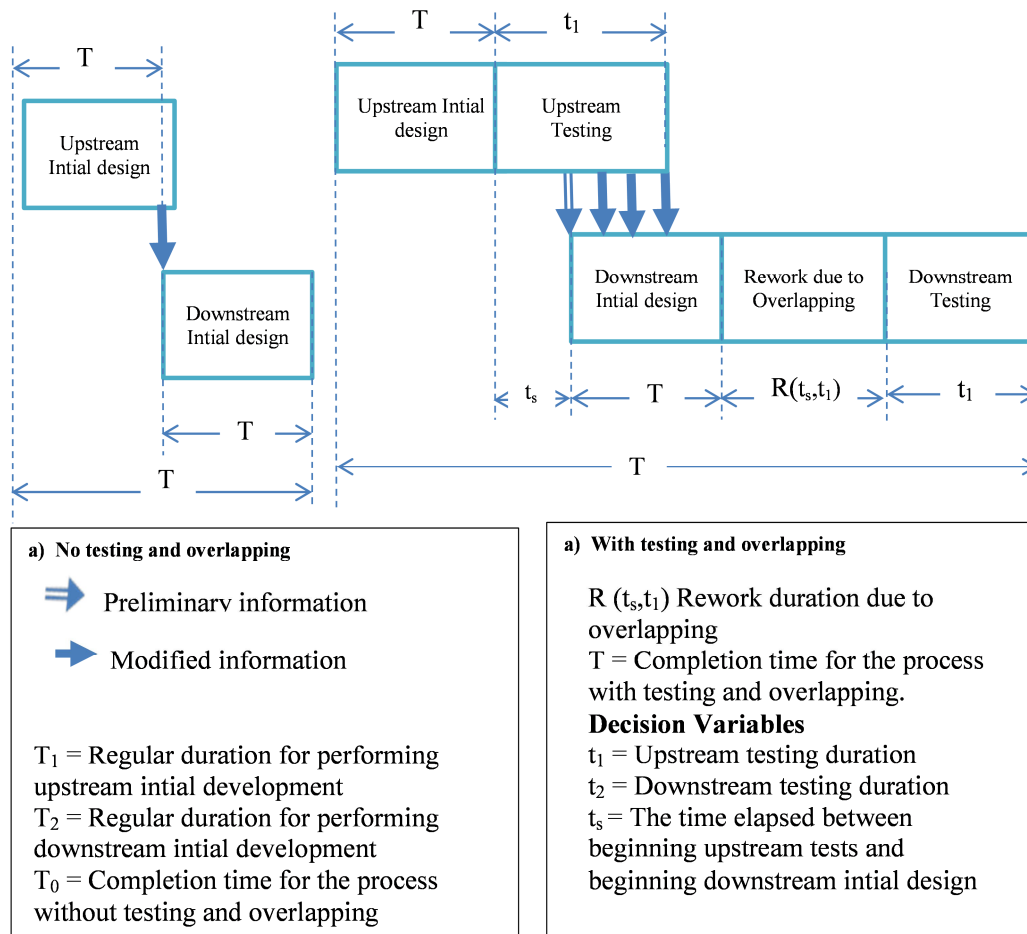 T
t1
T
Upstream Intial
design
Upstream
Testing
Upstream
Intial design
Downstream
Intial design
Rework due to
Overlapping
Downstream
Testing
Downstream
Intial design
ts
T
R(ts,t1)
t1
T
T
T
a) No testing and overlapping
Preliminarv information
Modified information
T1 = Regular duration for performing
upstream intial development
T2 = Regular duration for performing
downstream intial development
T0 = Completion time for the process
without testing and overlapping
a) With testing and overlapping
R (ts,t1) Rework duration due to
overlapping
T = Completion time for the process
with testing and overlapping.
Decision Variables
t1 = Upstream testing duration
t2 = Downstream testing duration
ts = The time elapsed between
beginning upstream tests and
beginning downstream intial design